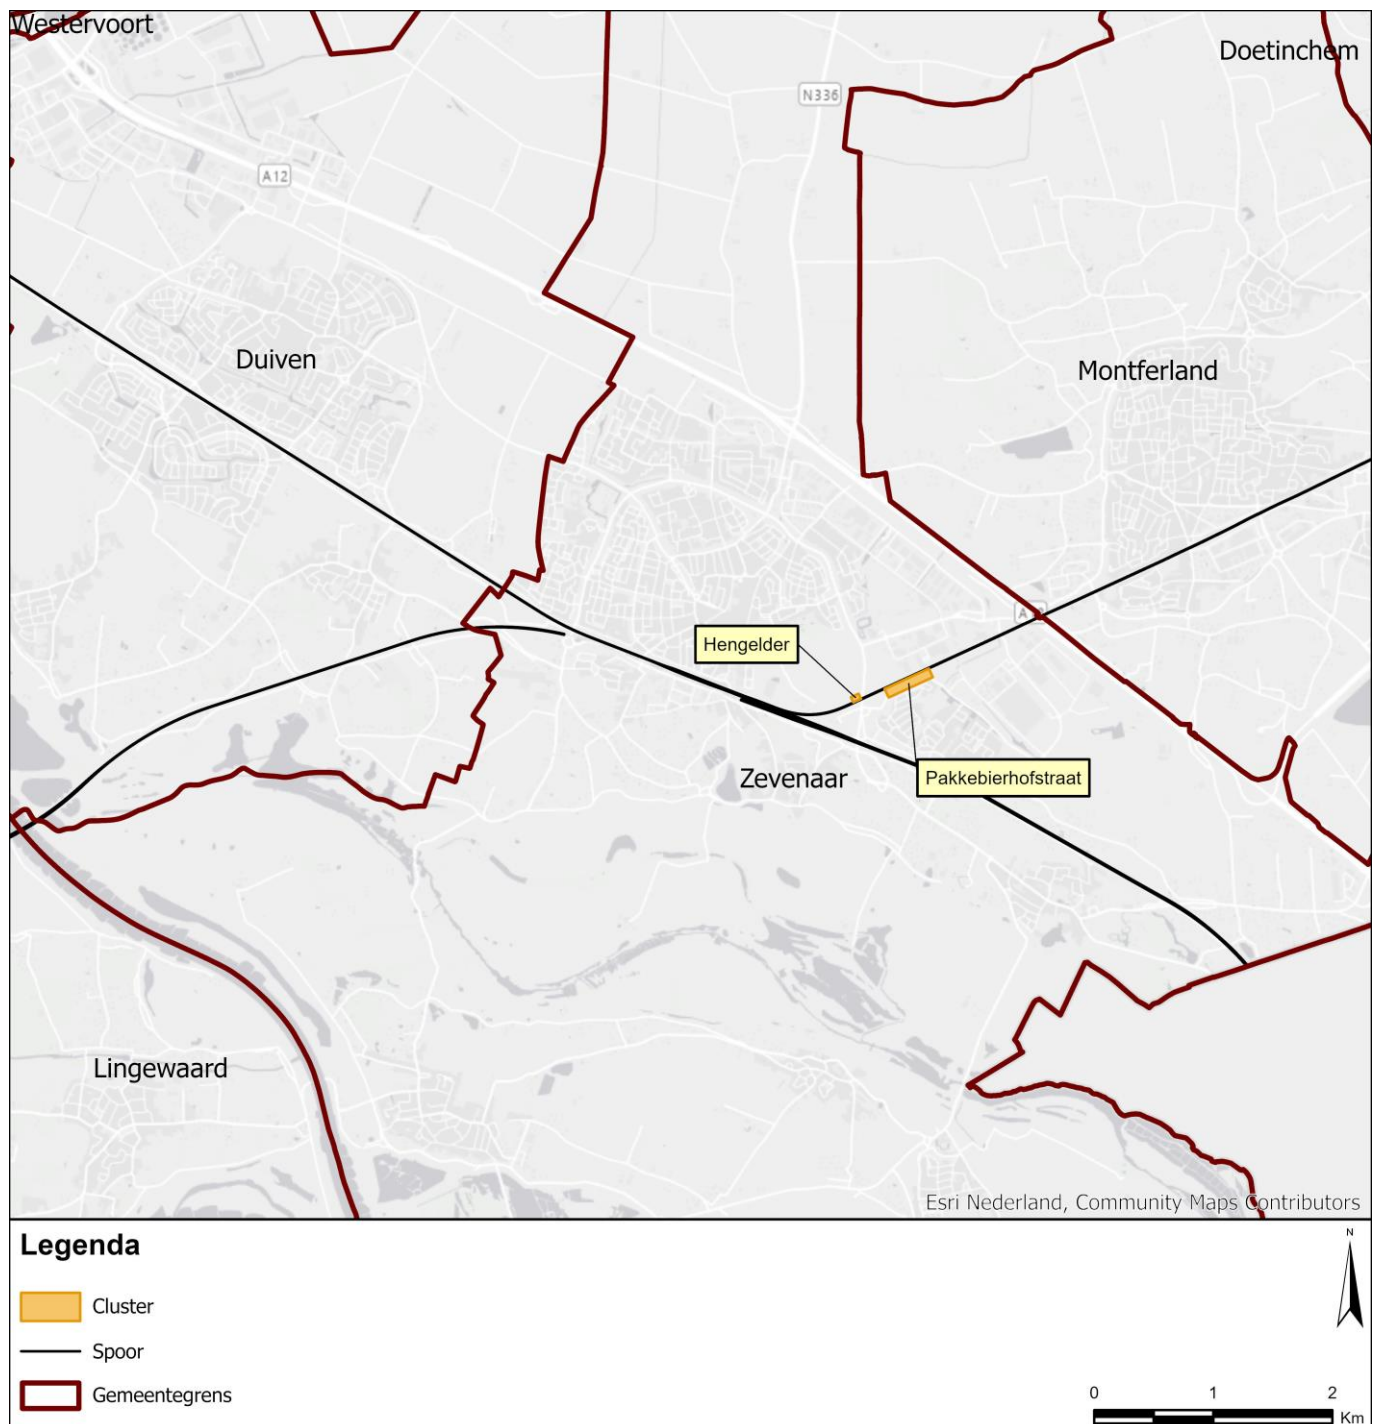 Westervoort
Doetinchem
N336
A12
Duiven
Montferland
Hengelder
Pakkebierhofstraat
Zevenaar
Lingewaard
Esri Nederland, Community Maps Contributors
Legenda
Cluster
Spoor
Gemeentegrens
N
0 1 2
Km